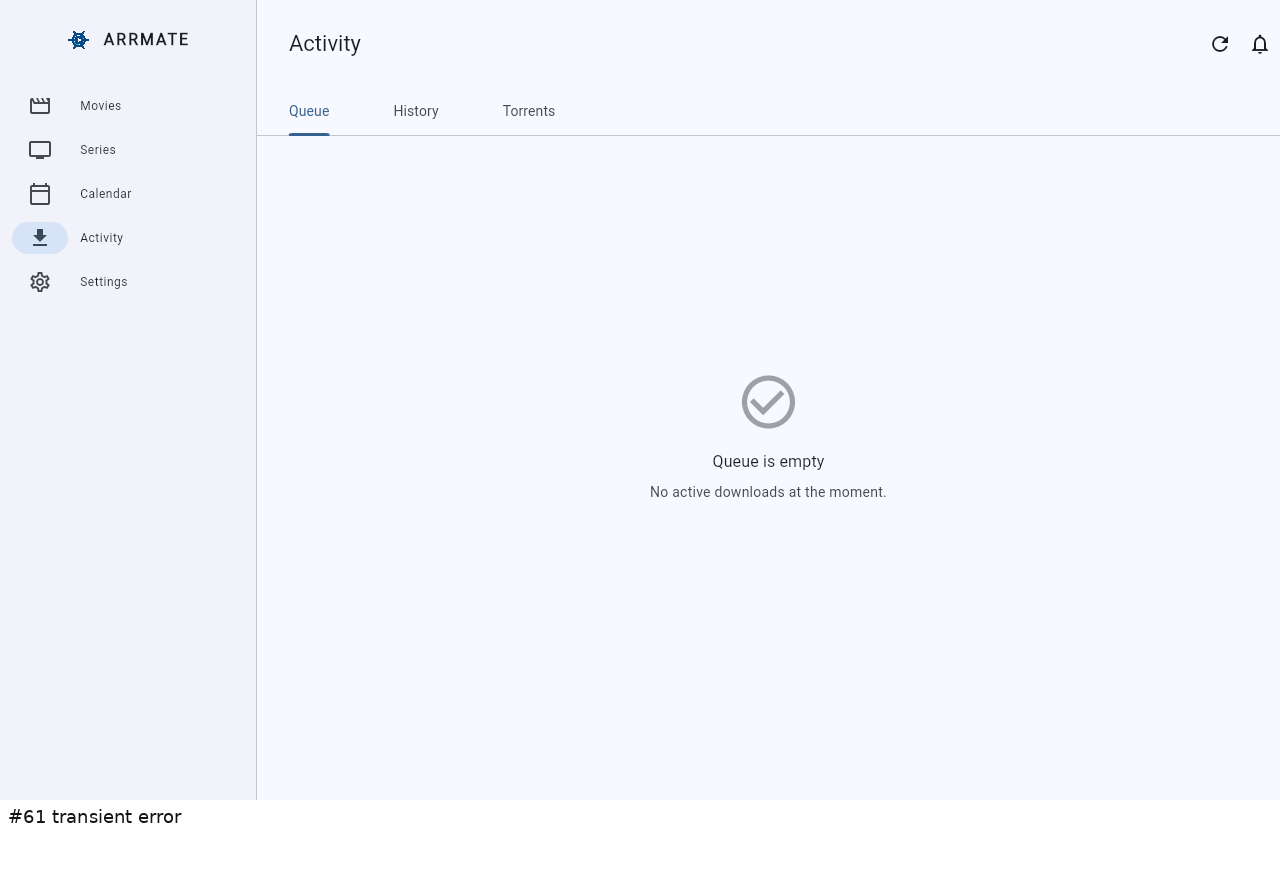 ARRMATE
Movies
Series
Calendar
Activity
Settings
Activity
Queue
History
Torrents
Queue is empty
No active downloads at the moment.
#61 transient error